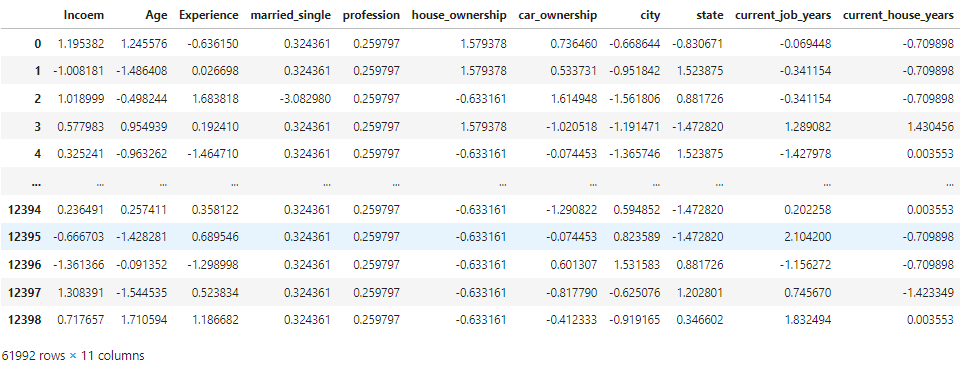 Incoem Age Experience married_single profession house_ownership car_ownership city state current_job_years current_house_years
0 1.195382 1.245576 -0.636150 0.324361 0.259797 1.579378 0.736460 -0.668644 -0.830671 -0.069448 -0.709898
1 -1.008181 -1.486408 0.026698 0.324361 0.259797 1.579378 0.533731 -0.951842 1.523875 -0.341154 -0.709898
2 1.018999 -0.498244 1.683818 -3.082980 0.259797 -0.633161 1.614948 -1.561806 0.881726 -0.341154 -0.709898
3 0.577983 0.954939 0.192410 0.324361 0.259797 1.579378 -1.020518 -1.191471 -1.472820 1.289082 1.430456
4 0.325241 -0.963262 -1.464710 0.324361 0.259797 -0.633161 -0.074453 -1.365746 1.523875 -1.427978 0.003553
... ... ... ... ... ... ... ... ... ... ... ...
12394 0.236491 0.257411 0.358122 0.324361 0.259797 -0.633161 -1.290822 0.594852 -1.472820 0.202258 0.003553
12395 -0.666703 -1.428281 0.689546 0.324361 0.259797 -0.633161 -0.074453 0.823589 -1.472820 2.104200 -0.709898
12396 -1.361366 -0.091352 -1.298998 0.324361 0.259797 -0.633161 0.601307 1.531583 0.881726 -1.156272 -0.709898
12397 1.308391 -1.544535 0.523834 0.324361 0.259797 -0.633161 -0.817790 -0.625076 1.202801 0.745670 -1.423349
12398 0.717657 1.710594 1.186682 0.324361 0.259797 -0.633161 -0.412333 -0.919165 0.346602 1.832494 0.003553
61992 rows × 11 columns